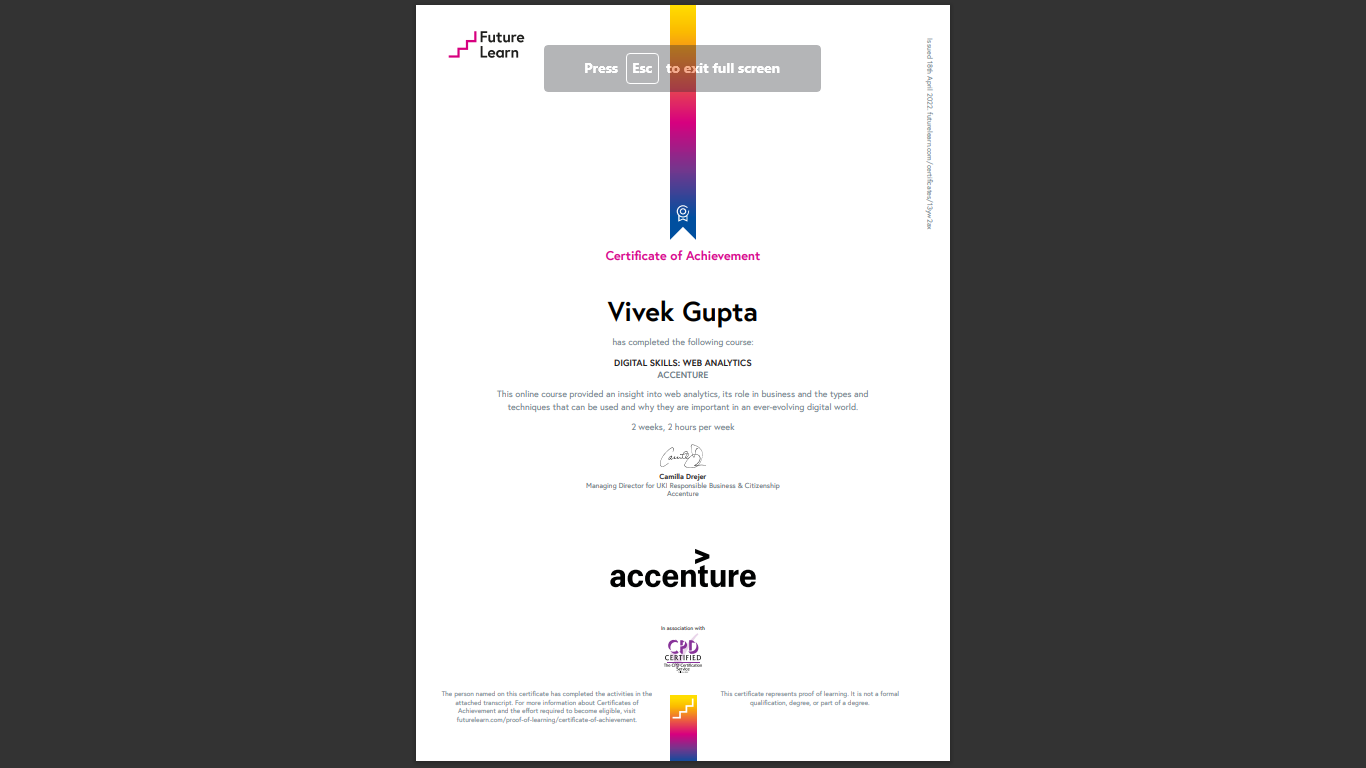 Future
Learn
Press Esc to exit full screen
Issued 18th April 2022. futurelearn.com/certificates/13yw2ax
Certificate of Achievement
Vivek Gupta
has completed the following course:
DIGITAL SKILLS: WEB ANALYTICS
ACCENTURE
This online course provided an insight into web analytics, its role in business and the types and
techniques that can be used and why they are important in an ever-evolving digital world.
2 weeks, 2 hours per week
Camilla Drejer
Managing Director for UKI Responsible Business & Citizenship
Accenture
>
accenture
In association with
CPD
CERTIFIED
The CPD Certification
Service
The person named on this certificate has completed the activities in the
attached transcript. For more information about Certificates of
Achievement and the effort required to become eligible, visit
futurelearn.com/proof-of-learning/certificate-of-achievement.
This certificate represents proof of learning. It is not a formal
qualification, degree, or part of a degree.